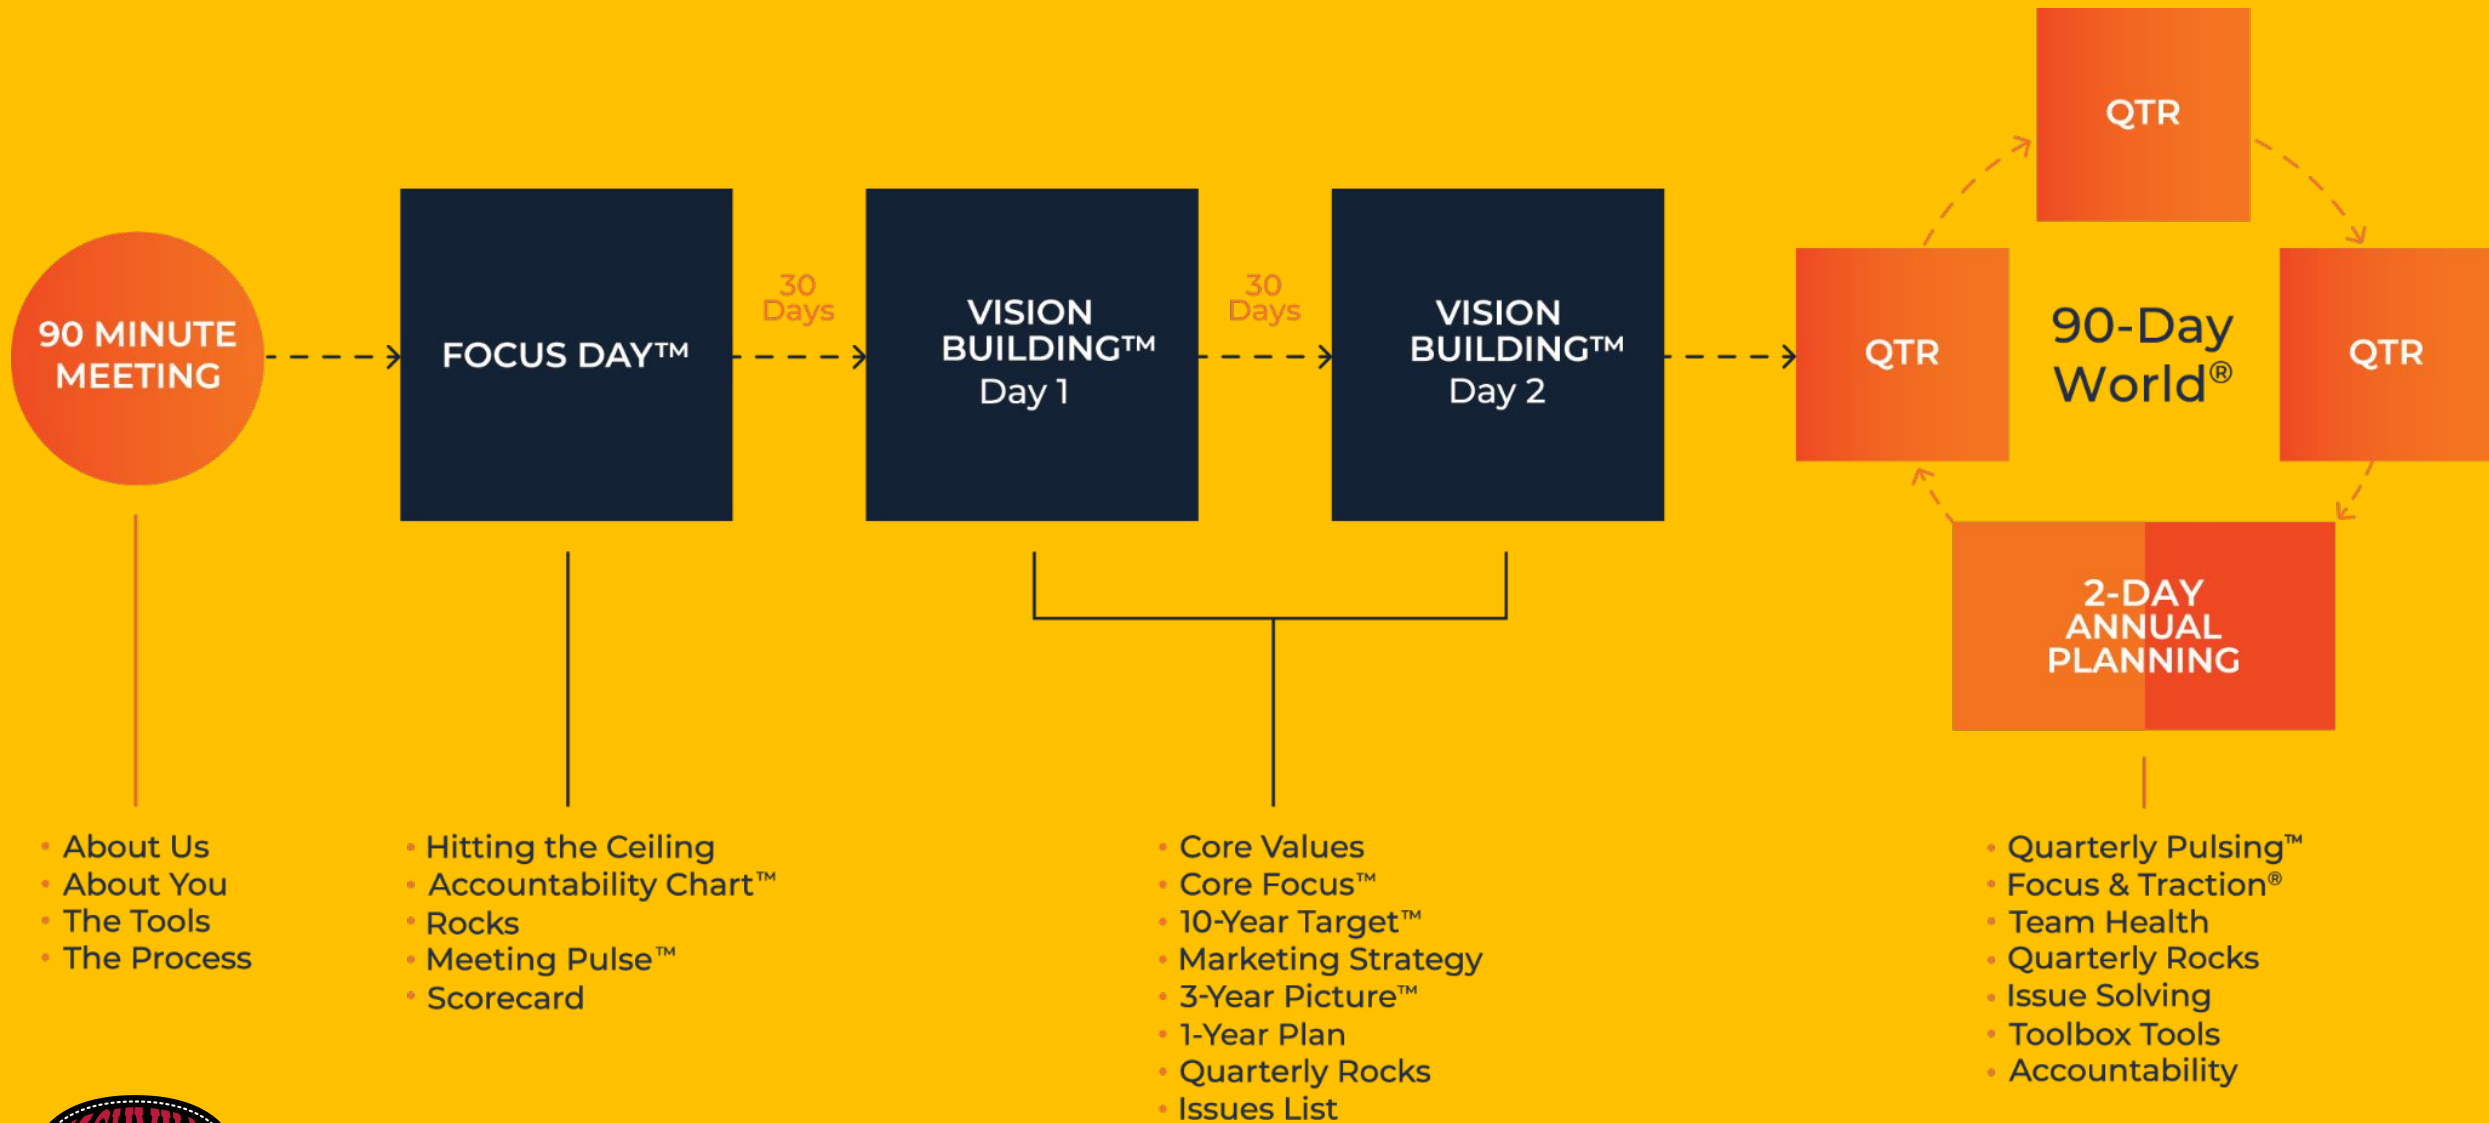 90 MINUTE
MEETING
FOCUS DAY™
30
Days
VISION
BUILDING™
Day 1
30
Days
VISION
BUILDING™
Day 2
QTR
QTR
QTR
90-Day
World®
2-DAY
ANNUAL
PLANNING
• About Us
• About You
• The Tools
• The Process
• Hitting the Ceiling
• Accountability Chart™
• Rocks
• Meeting Pulse™
• Scorecard
• Core Values
• Core Focus™
• 10-Year Target™
• Marketing Strategy
• 3-Year Picture™
• 1-Year Plan
• Quarterly Rocks
• Issues List
• Quarterly Pulsing™
• Focus & Traction®
• Team Health
• Quarterly Rocks
• Issue Solving
• Toolbox Tools
• Accountability